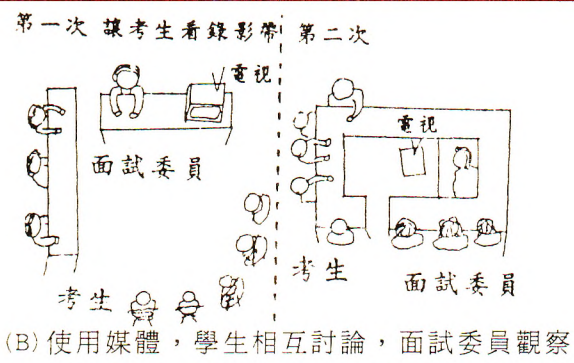 第一次 讓考生看錄影帶
電視
面試委員
考生
第二次
電視
考生
面試委員
(B)使用媒體，學生相互討論，面試委員觀察